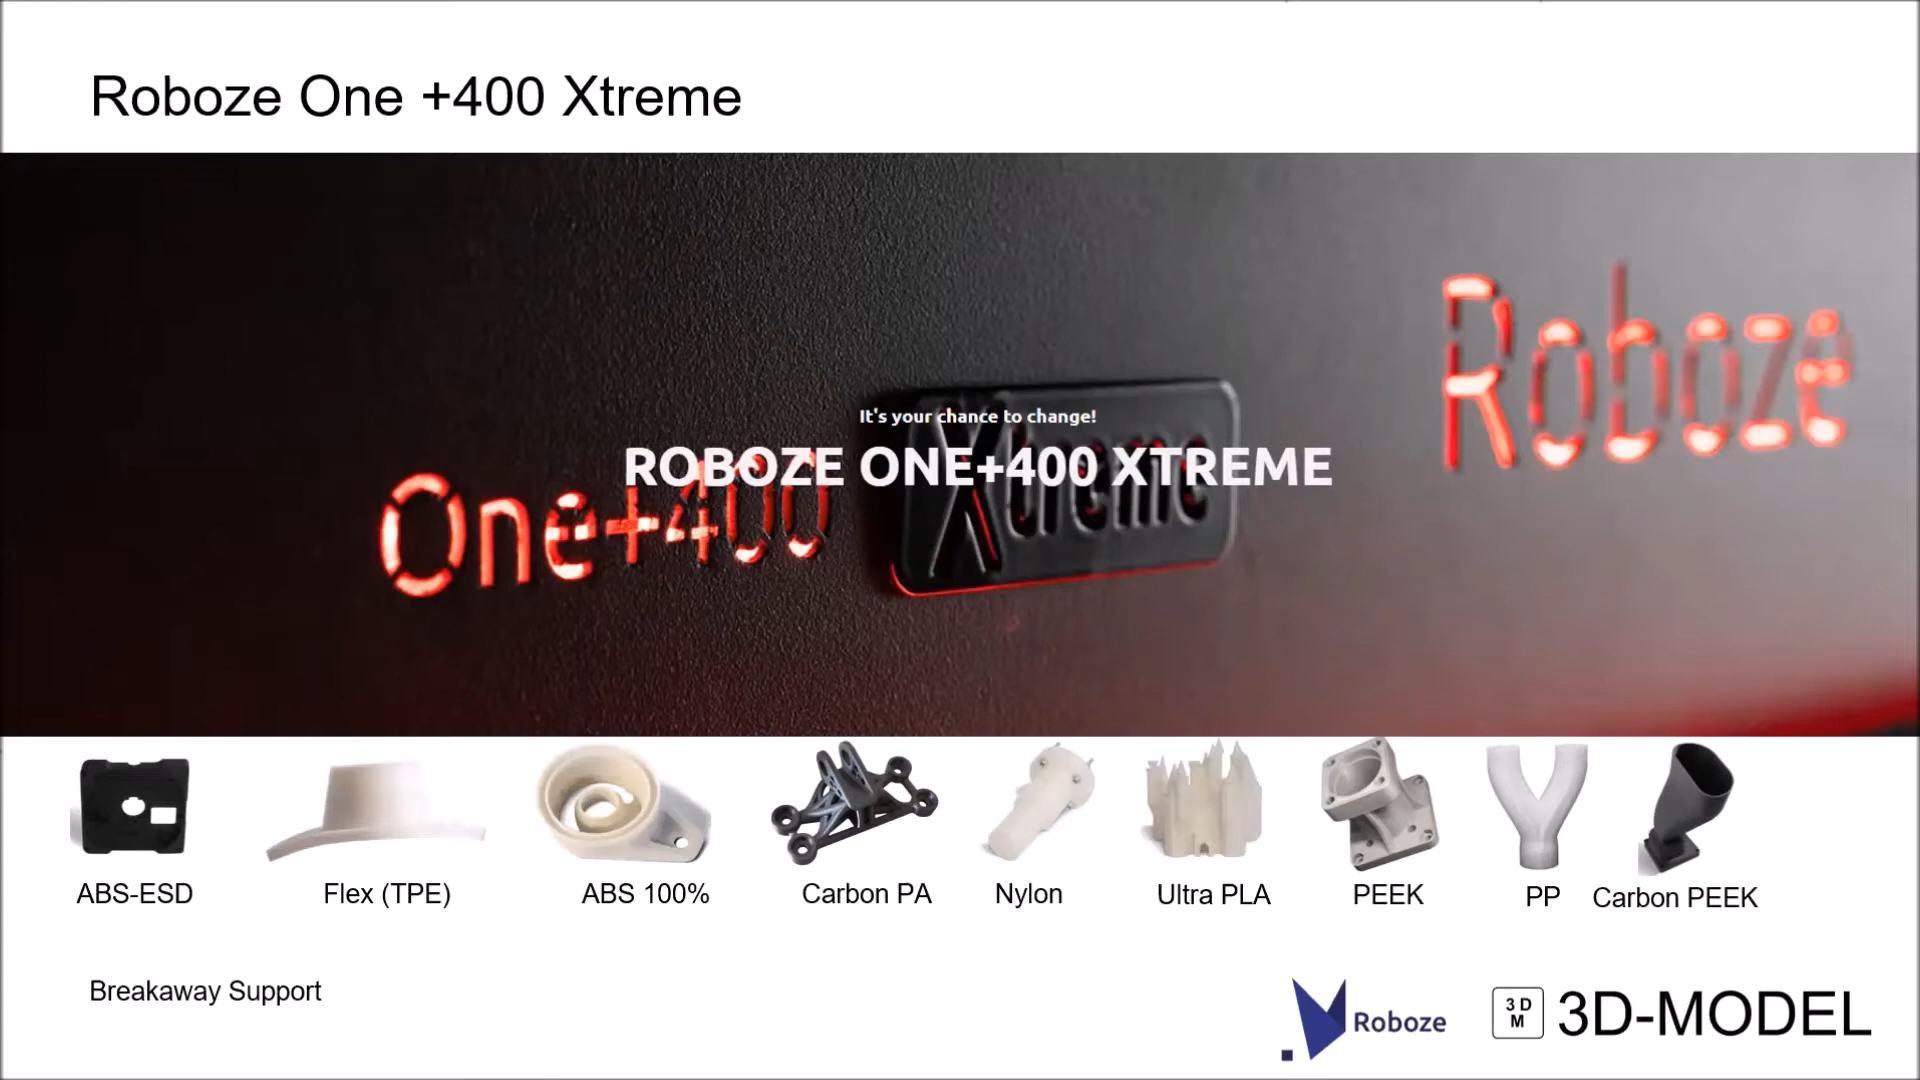 Roboze One +400 Xtreme
Roboze
It's your chance to change!
ROBOZE ONE+400 XTREME
One+400
Xtreme
ABS-ESD
Flex (TPE)
ABS 100%
Carbon PA
Nylon
Ultra PLA
PEEK
PP
Carbon PEEK
Breakaway Support
Roboze
3 D
M
3D-MODEL